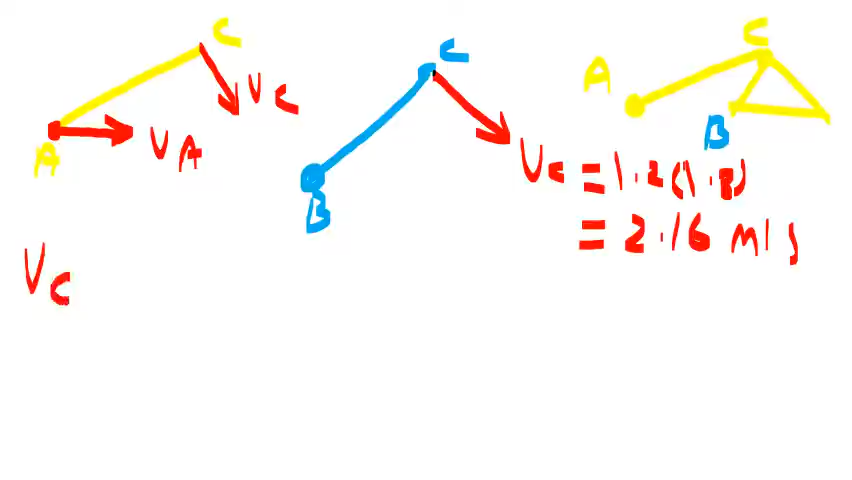 C
VC
A
VA
C
B
A
C
B
VC = 1.2(1.8)
= 2.16 m/s
VC